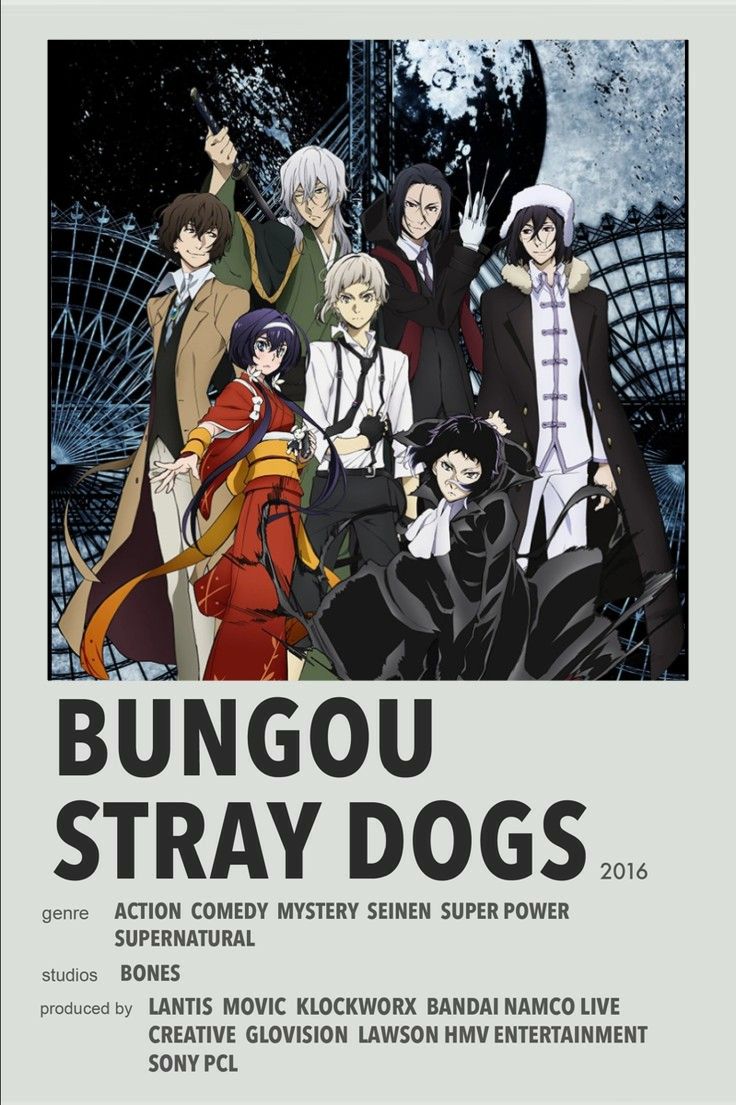 BUNGOU
STRAY DOGS 2016
genre ACTION COMEDY MYSTERY SEINEN SUPER POWER
SUPERNATURAL
studios BONES
produced by LANTIS MOVIC KLOCKWORX BANDAI NAMCO LIVE
CREATIVE GLOVISION LAWSON HMV ENTERTAINMENT
SONY PCL